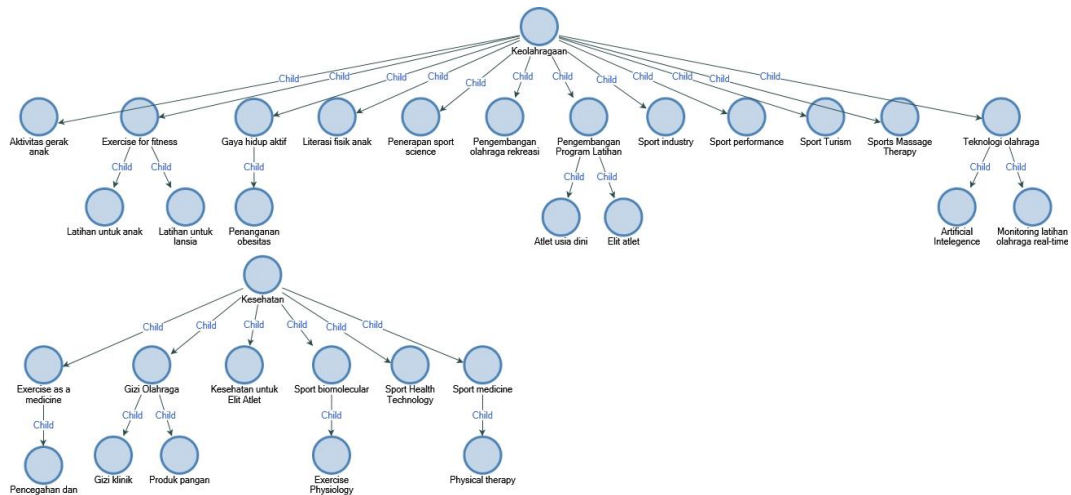 Keolahragaan
Child Child Child Child Child Child Child Child Child Child Child Child
Aktivitas gerak
anak
Exercise for fitness
Gaya hidup aktif
Literasi fisik anak
Penerapan sport
science
Pengembangan
olahraga rekreasi
Pengembangan
Program Latihan
Sport industry
Sport performance
Sport Turism
Sports Massage
Therapy
Teknologi olahraga
Child Child Child Child Child Child Child
Latihan untuk anak
Latihan untuk
lansia
Penanganan
obesitas
Atlet usia dini
Elit atlet
Artificial
Intelegence
Monitoring latihan
olahraga real-time
Kesehatan
Child Child Child Child Child Child
Exercise as a
medicine
Gizi Olahraga
Kesehatan untuk
Elit Atlet
Sport biomolecular
Sport Health
Technology
Sport medicine
Child Child Child Child Child
Pencegahan dan
Gizi klinik
Produk pangan
Exercise
Physiology
Physical therapy